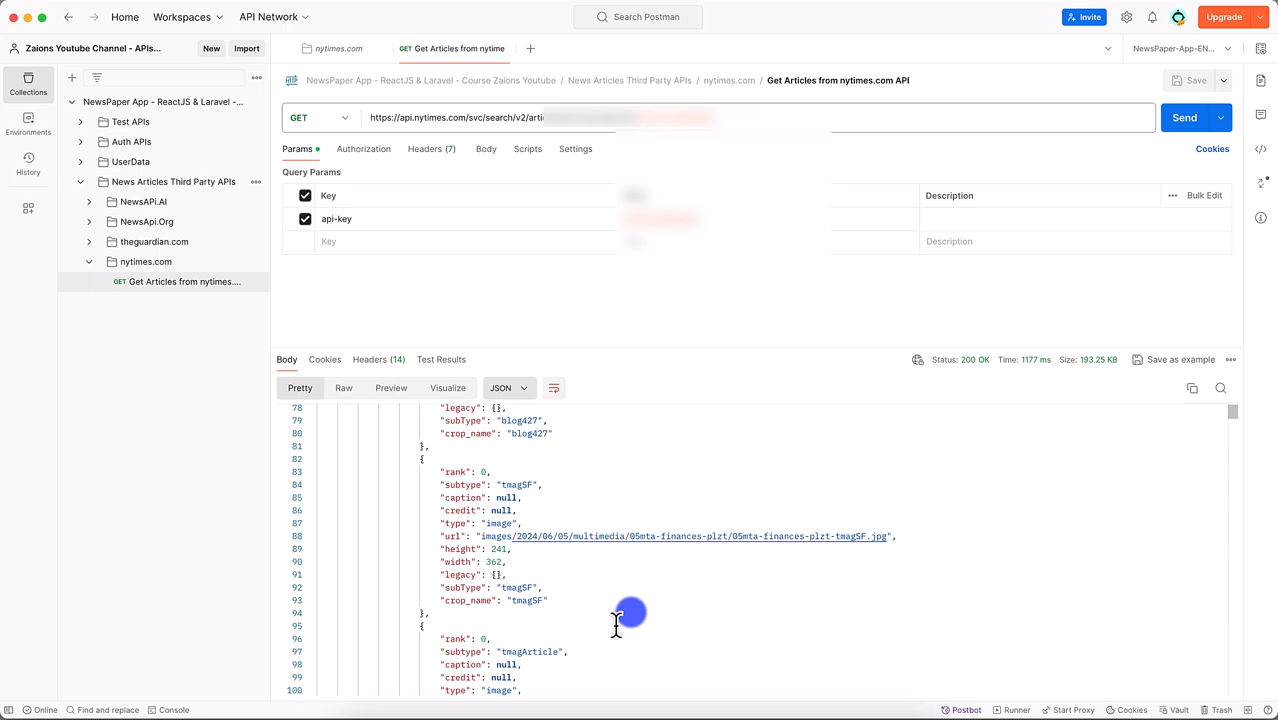 Home Workspaces API Network Search Postman Invite Upgrade
Zaions Youtube Channel - APIs... New Import nytimes.com GET Get Articles from nytime NewsPaper-App-EN...
Collections
Environments
History
NewsPaper App - ReactJS & Laravel -...
Test APIs
Auth APIs
UserData
News Articles Third Party APIs
NewsApi.AI
NewsApi.Org
theguardian.com
nytimes.com
GET Get Articles from nytimes....
NewsPaper App - ReactJS & Laravel - Course Zaions Youtube / News Articles Third Party APIs / nytimes.com / Get Articles from nytimes.com API Save
GET https://api.nytimes.com/svc/search/v2/arti Send
Params Authorization Headers (7) Body Scripts Settings Cookies
Query Params
Key Description Bulk Edit
api-key
Key Description
Body Cookies Headers (14) Test Results Status: 200 OK Time: 1177 ms Size: 193.25 KB Save as example
Pretty Raw Preview Visualize JSON
78 "legacy": {},
79 "subType": "blog427",
80 "crop_name": "blog427"
81 },
82 {
83 "rank": 0,
84 "subtype": "tmagSF",
85 "caption": null,
86 "credit": null,
87 "type": "image",
88 "url": "images/2024/06/05/multimedia/05mta-finances-plzt/05mta-finances-plzt-tmagSF.jpg",
89 "height": 241,
90 "width": 362,
91 "legacy": {},
92 "subType": "tmagSF",
93 "crop_name": "tmagSF"
94 },
95 {
96 "rank": 0,
97 "subtype": "tmagArticle",
98 "caption": null,
99 "credit": null,
100 "type": "image",
Online Find and replace Console Postbot Runner Start Proxy Cookies Vault Trash